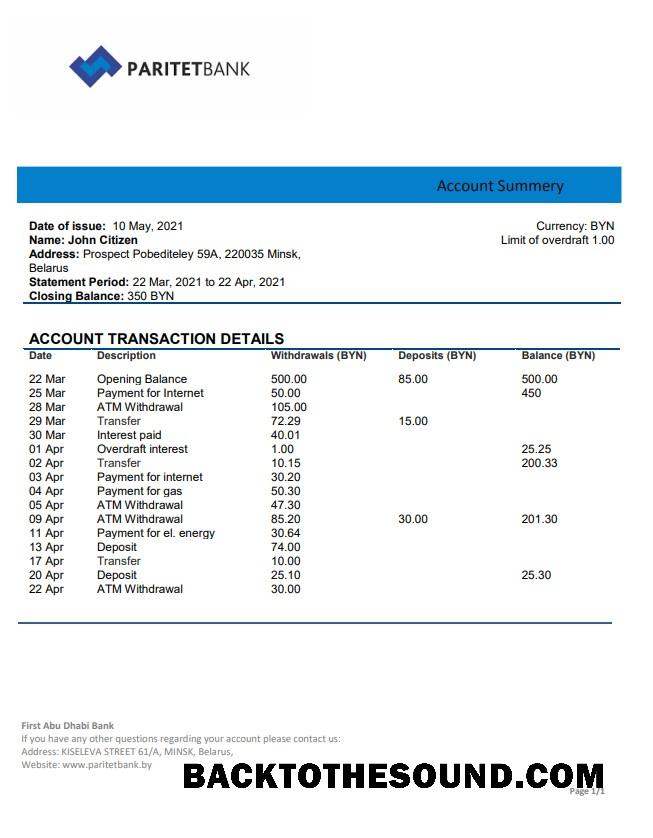 PARITETBANK
Account Summery
Date of issue: 10 May, 2021
Name: John Citizen
Address: Prospect Pobediteley 59A, 220035 Minsk,
Belarus
Statement Period: 22 Mar, 2021 to 22 Apr, 2021
Closing Balance: 350 BYN
Currency: BYN
Limit of overdraft 1.00
ACCOUNT TRANSACTION DETAILS
Date Description Withdrawals (BYN) Deposits (BYN) Balance (BYN)
22 Mar Opening Balance 500.00 85.00 500.00
25 Mar Payment for Internet 50.00 450
28 Mar ATM Withdrawal 105.00
29 Mar Transfer 72.29 15.00
30 Mar Interest paid 40.01
01 Apr Overdraft interest 1.00 25.25
02 Apr Transfer 10.15 200.33
03 Apr Payment for internet 30.20
04 Apr Payment for gas 50.30
05 Apr ATM Withdrawal 47.30
09 Apr ATM Withdrawal 85.20 30.00 201.30
11 Apr Payment for el. energy 30.64
13 Apr Deposit 74.00
17 Apr Transfer 10.00
20 Apr Deposit 25.10 25.30
22 Apr ATM Withdrawal 30.00
First Abu Dhabi Bank
If you have any other questions regarding your account please contact us:
Address: KISELEVA STREET 61/A, MINSK, Belarus,
Website: www.paritetbank.by
BACKTOTHESOUND.COM
Page 1/1